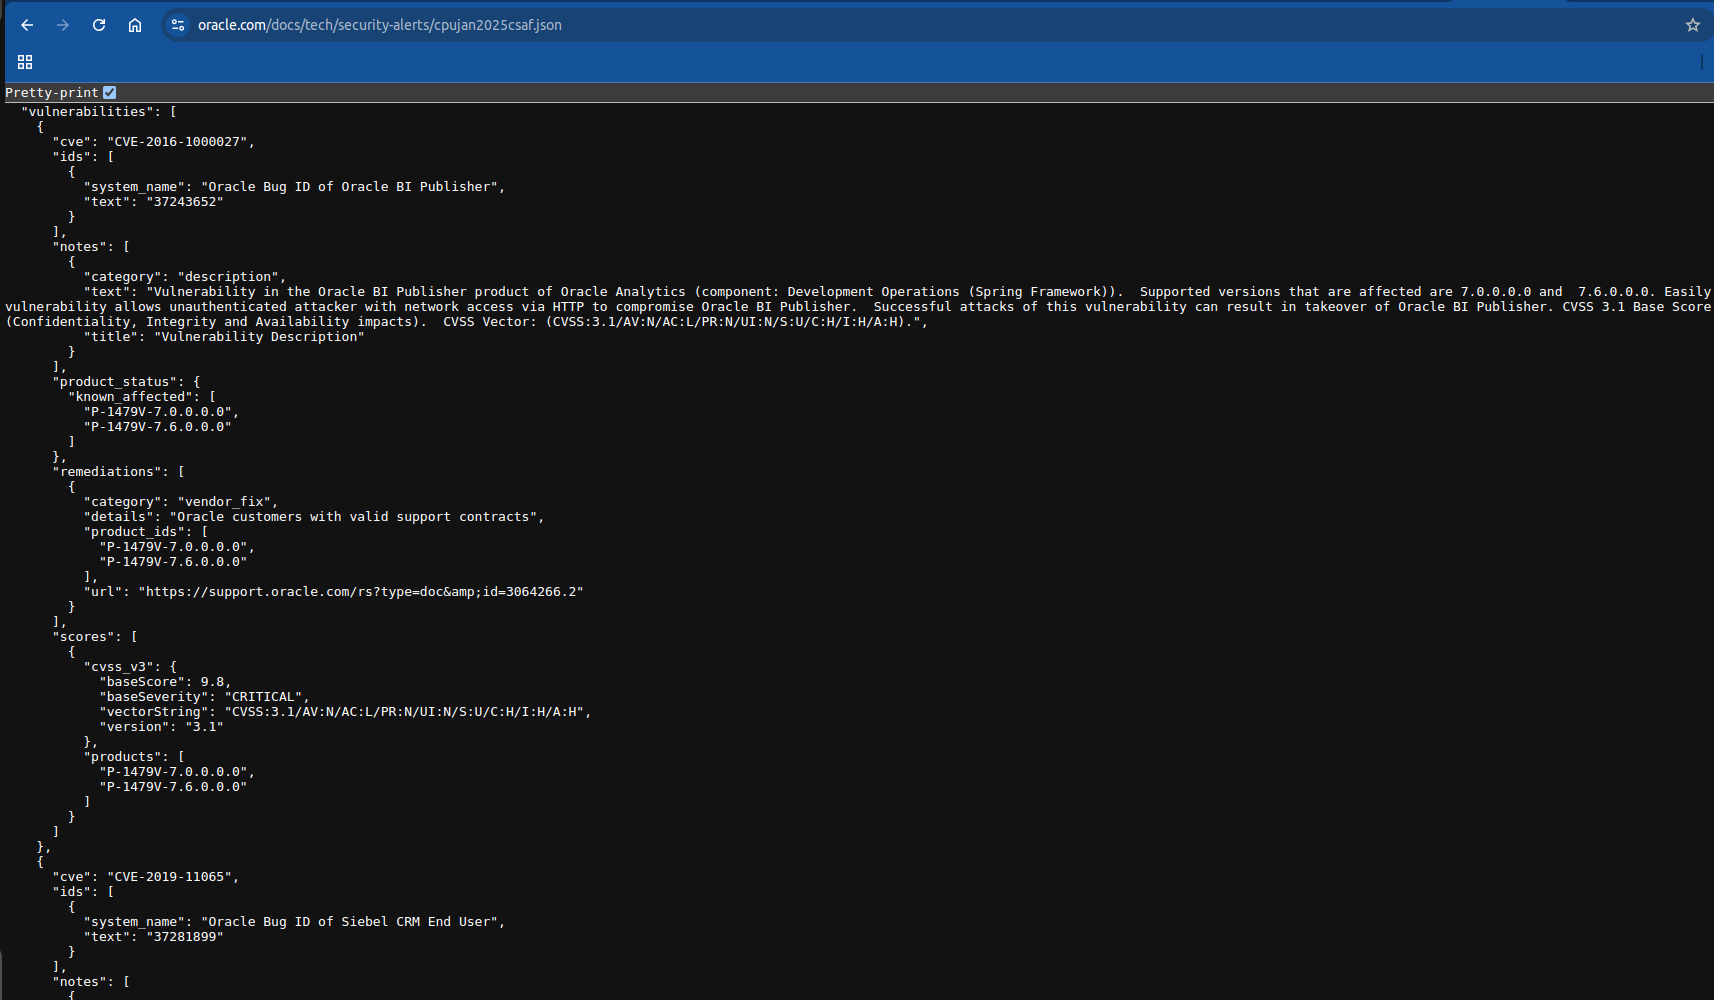 oracle.com/docs/tech/security-alerts/cpujan2025csaf.json
Pretty-print
"vulnerabilities": [
{
"cve": "CVE-2016-1000027",
"ids": [
{
"system_name": "Oracle Bug ID of Oracle BI Publisher",
"text": "37243652"
}
],
"notes": [
{
"category": "description",
"text": "Vulnerability in the Oracle BI Publisher product of Oracle Analytics (component: Development Operations (Spring Framework)).  Supported versions that are affected are 7.0.0.0.0 and  7.6.0.0.0. Easily
vulnerability allows unauthenticated attacker with network access via HTTP to compromise Oracle BI Publisher.  Successful attacks of this vulnerability can result in takeover of Oracle BI Publisher. CVSS 3.1 Base Score
(Confidentiality, Integrity and Availability impacts).  CVSS Vector: (CVSS:3.1/AV:N/AC:L/PR:N/UI:N/S:U/C:H/I:H/A:H).",
"title": "Vulnerability Description"
}
],
"product_status": {
"known_affected": [
"P-1479V-7.0.0.0.0",
"P-1479V-7.6.0.0.0"
]
},
"remediations": [
{
"category": "vendor_fix",
"details": "Oracle customers with valid support contracts",
"product_ids": [
"P-1479V-7.0.0.0.0",
"P-1479V-7.6.0.0.0"
],
"url": "https://support.oracle.com/rs?type=doc&amp;id=3064266.2"
}
],
"scores": [
{
"cvss_v3": {
"baseScore": 9.8,
"baseSeverity": "CRITICAL",
"vectorString": "CVSS:3.1/AV:N/AC:L/PR:N/UI:N/S:U/C:H/I:H/A:H",
"version": "3.1"
},
"products": [
"P-1479V-7.0.0.0.0",
"P-1479V-7.6.0.0.0"
]
}
]
},
{
"cve": "CVE-2019-11065",
"ids": [
{
"system_name": "Oracle Bug ID of Siebel CRM End User",
"text": "37281899"
}
],
"notes": [
{